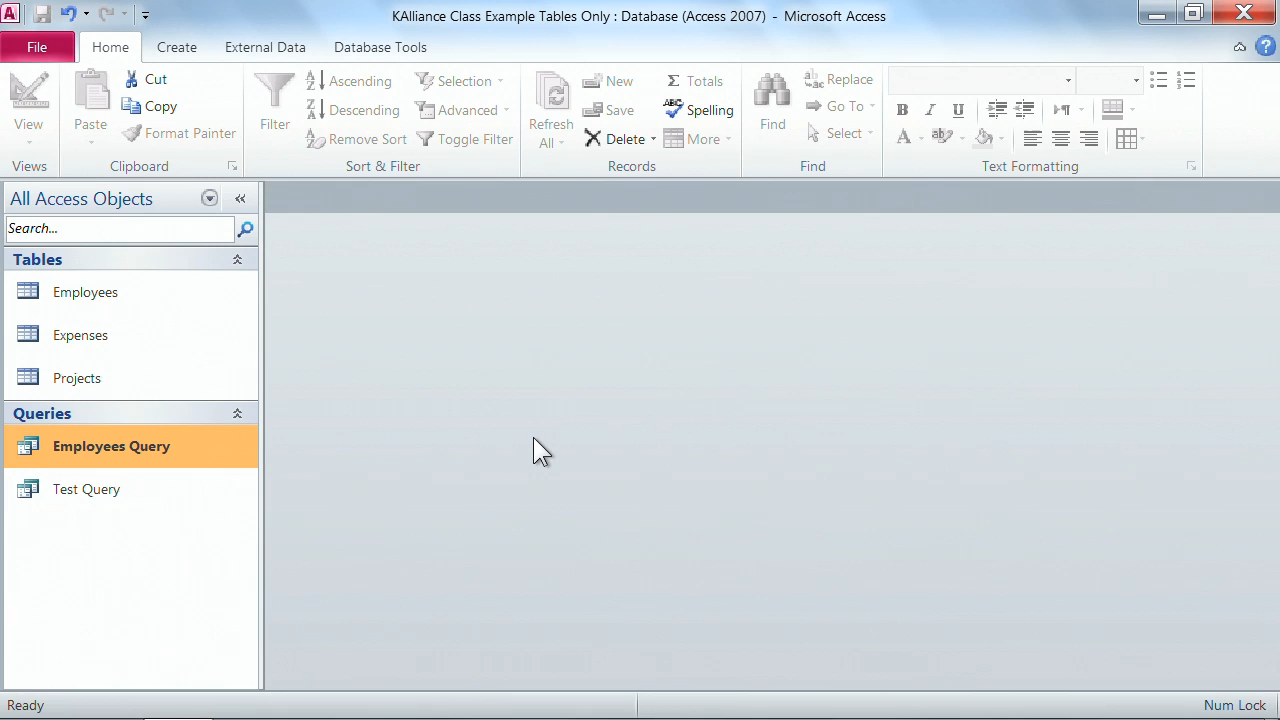 KAlliance Class Example Tables Only : Database (Access 2007) - Microsoft Access
File Home Create External Data Database Tools
View
Views
Paste
Cut
Copy
Format Painter
Clipboard
Filter
Ascending
Descending
Remove Sort
Selection
Advanced
Toggle Filter
Sort & Filter
Refresh
All
New
Save
Delete
Totals
Spelling
More
Records
Find
Replace
Go To
Select
Find
Text Formatting
All Access Objects
Search...
Tables
Employees
Expenses
Projects
Queries
Employees Query
Test Query
Ready
Num Lock